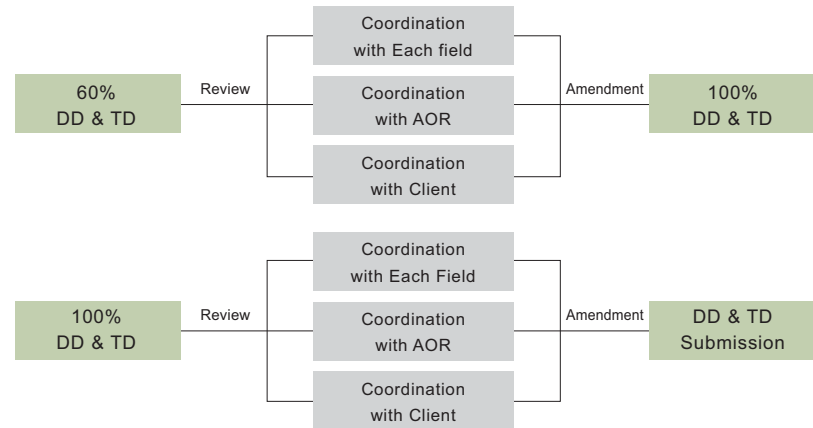 60%
DD & TD
Review
Coordination
with Each field
Coordination
with AOR
Coordination
with Client
Amendment
100%
DD & TD
100%
DD & TD
Review
Coordination
with Each Field
Coordination
with AOR
Coordination
with Client
Amendment
DD & TD
Submission